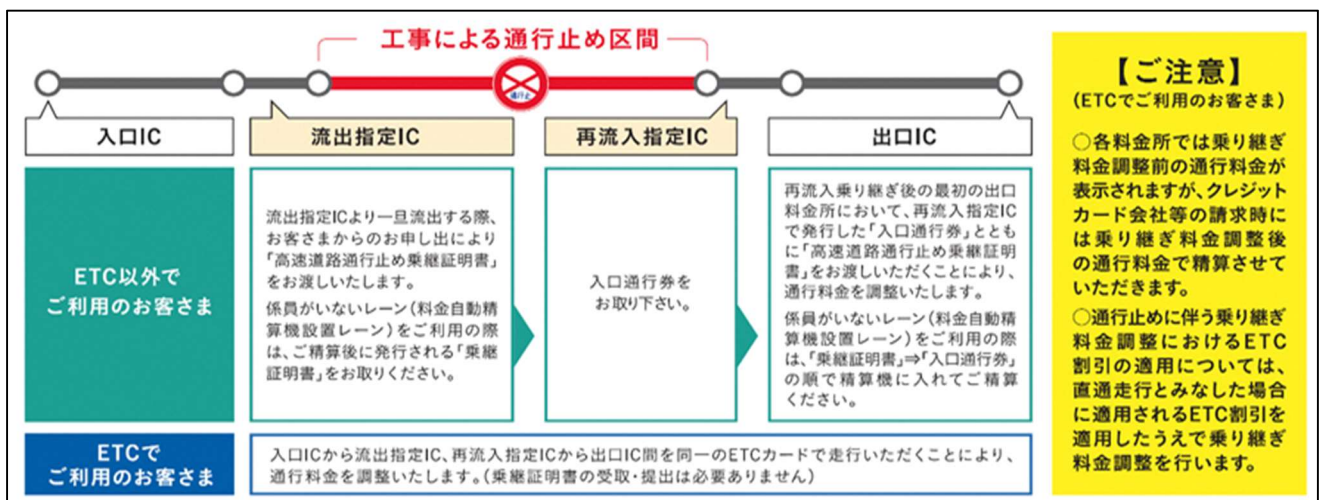 工事による通行止め区間
通行止
入口IC
流出指定IC
再流入指定IC
出口IC
ETC以外で
ご利用のお客さま
流出指定ICより一旦流出する際、
お客さまからのお申し出により
「高速道路通行止め乗継証明書」
をお渡しいたします。
係員がいないレーン(料金自動精
算機設置レーン)をご利用の際
は、ご精算後に発行される「乗継
証明書」をお取りください。
入口通行券を
お取り下さい。
再流入乗り継ぎ後の最初の出口
料金所において、再流入指定IC
で発行した「入口通行券」ととも
に「高速道路通行止め乗継証明
書」をお渡しいただくことにより、
通行料金を調整いたします。
係員がいないレーン(料金自動精
算機設置レーン)をご利用の際
は、「乗継証明書」⇒「入口通行券」
の順で精算機に入れてご精算
ください。
ETCで
ご利用のお客さま
入口ICから流出指定IC、再流入指定ICから出口IC間を同一のETCカードで走行いただくことにより、
通行料金を調整いたします。(乗継証明書の受取・提出は必要ありません)
【ご注意】
(ETCでご利用のお客さま)
○各料金所では乗り継ぎ
料金調整前の通行料金が
表示されますが、クレジット
カード会社等の請求時に
は乗り継ぎ料金調整後
の通行料金で精算させて
いただきます。
○通行止めに伴う乗り継ぎ
料金調整におけるETC
割引の適用については、
直通走行とみなした場合
に適用されるETC割引を
適用したうえで乗り継ぎ
料金調整を行います。